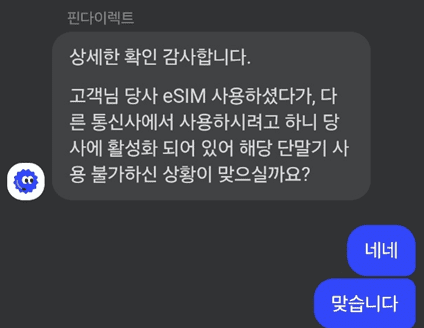 핀다이렉트
상세한 확인 감사합니다.
고객님 당사 eSIM 사용하셨다가, 다
른 통신사에서 사용하시려고 하니 당
사에 활성화 되어 있어 해당 단말기 사
용 불가하신 상황이 맞으실까요?
네네
맞습니다